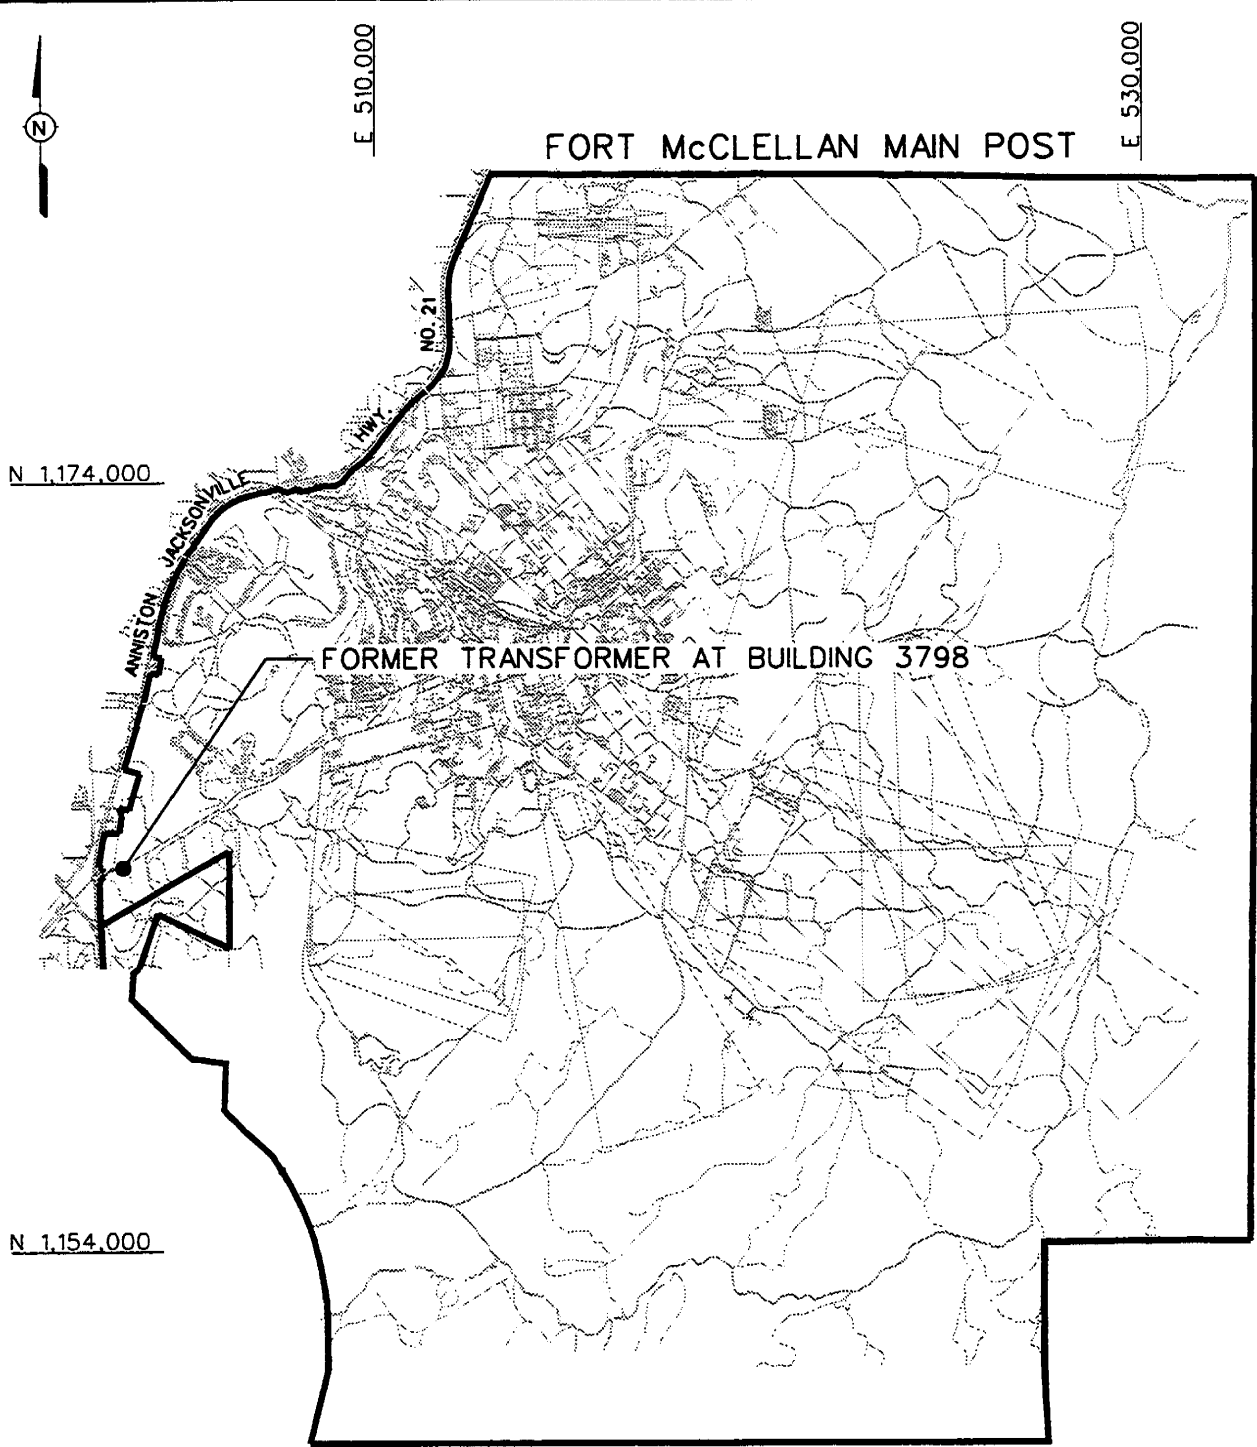 E 510,000
E 530,000
N
FORT McCLELLAN MAIN POST
NO. 21
HWY.
N 1,174,000
JACKSONVILLE
ANNISTON
FORMER TRANSFORMER AT BUILDING 3798
N 1,154,000